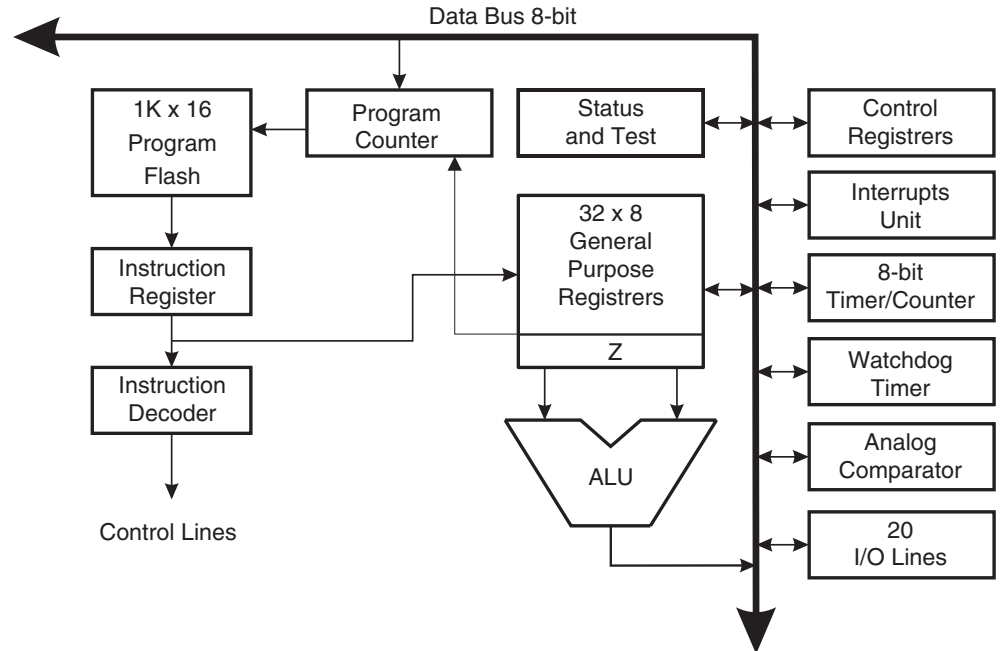 Data Bus 8-bit
1K x 16
Program
Flash
Program
Counter
Status
and Test
Control
Registrers
Interrupts
Unit
32 x 8
General
Purpose
Registrers
Z
Instruction
Register
8-bit
Timer/Counter
Instruction
Decoder
Watchdog
Timer
ALU
Analog
Comparator
Control Lines
20
I/O Lines